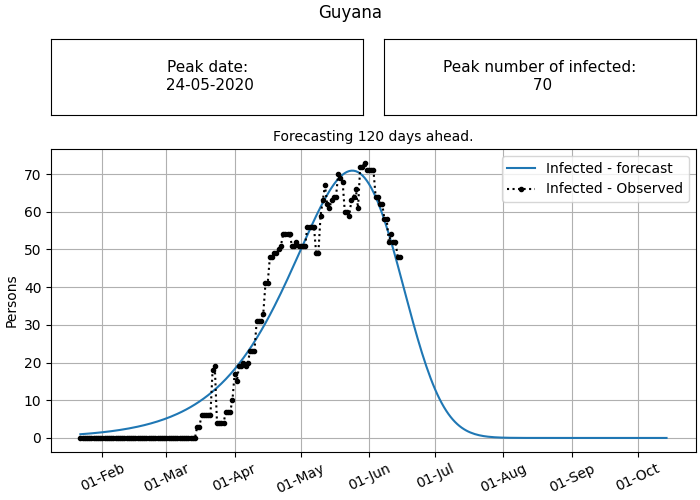 Guyana
Peak date:
24-05-2020
Peak number of infected:
70
Forecasting 120 days ahead.
Infected - forecast
Infected - Observed
Persons
70
60
50
40
30
20
10
0
01-Feb
01-Mar
01-Apr
01-May
01-Jun
01-Jul
01-Aug
01-Sep
01-Oct